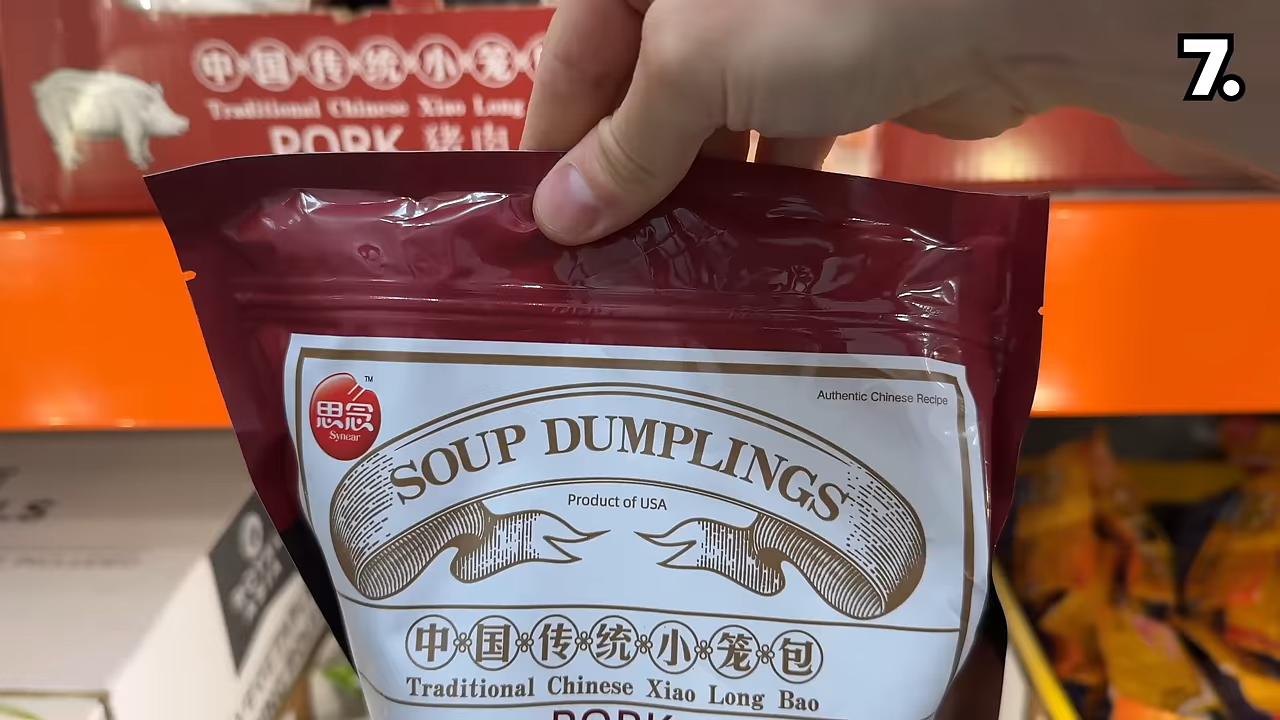 7.
中国传统小笼
Traditional Chinese Xiao Long
PORK 猪肉
思念
TM
Synear
Authentic Chinese Recipe
SOUP DUMPLINGS
Product of USA
中国传统小笼包
Traditional Chinese Xiao Long Bao
PORK